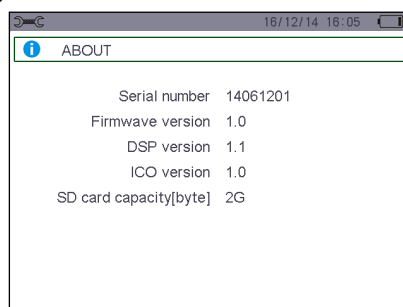 16/12/14 16:05
ABOUT
Serial number 14061201
Firmwave version 1.0
DSP version 1.1
ICO version 1.0
SD card capacity[byte] 2G